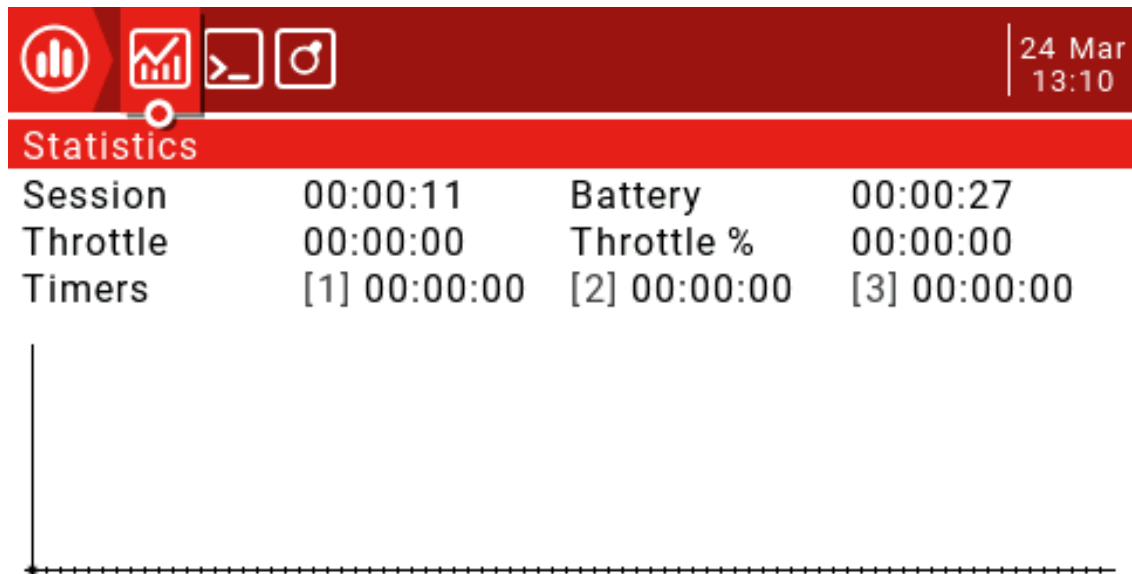 24 Mar
13:10
Statistics
Session 00:00:11 Battery 00:00:27
Throttle 00:00:00 Throttle % 00:00:00
Timers [1] 00:00:00 [2] 00:00:00 [3] 00:00:00